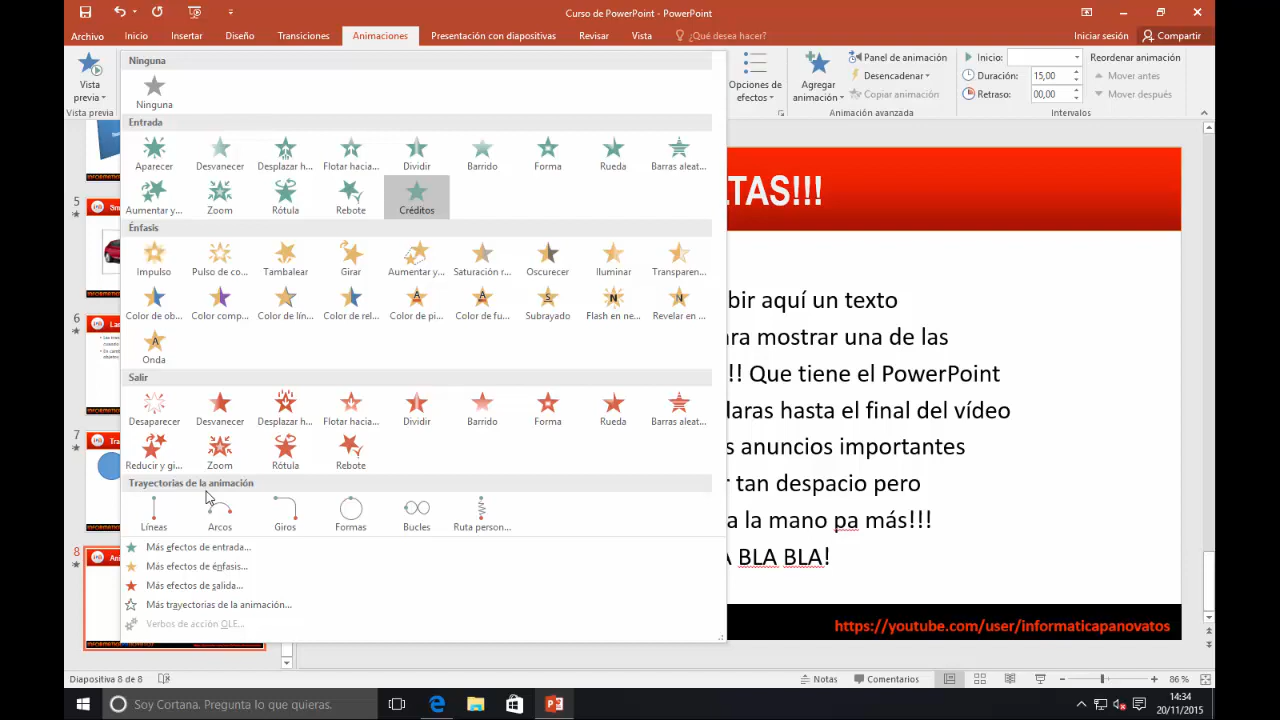 Curso de PowerPoint - PowerPoint
Archivo Inicio Insertar Diseño Transiciones Animaciones Presentación con diapositivas Revisar Vista ¿Qué desea hacer? Iniciar sesión Compartir
Vista previa
Vista previa
Opciones de efectos
Agregar animación
Panel de animación
Desencadenar
Copiar animación
Animación avanzada
Inicio:
Duración: 15,00
Retraso: 00,00
Intervalos
Reordenar animación
Mover antes
Mover después
Ninguna
Ninguna
Entrada
Aparecer Desvanecer Desplazar h... Flotar hacia... Dividir Barrido Forma Rueda Barras aleat...
Aumentar y... Zoom Rótula Rebote Créditos
Énfasis
Impulso Pulso de co... Tambalear Girar Aumentar y... Saturación r... Oscurecer Iluminar Transparen...
Color de ob... Color comp... Color de lín... Color de rel... Color de pi... Color de fu... Subrayado Flash en ne... Revelar en ...
Onda
Salir
Desaparecer Desvanecer Desplazar h... Flotar hacia... Dividir Barrido Forma Rueda Barras aleat...
Reducir y gi... Zoom Rótula Rebote
Trayectorias de la animación
Líneas Arcos Giros Formas Bucles Ruta person...
Más efectos de entrada...
Más efectos de énfasis...
Más efectos de salida...
Más trayectorias de la animación...
Verbos de acción OLE...
5
6
7
8
LTAS!!!
bir aquí un texto
ara mostrar una de las
!! Que tiene el PowerPoint
laras hasta el final del vídeo
s anuncios importantes
r tan despacio pero
a la mano pa más!!!
A BLA BLA!
https://youtube.com/user/informaticapanovatos
Diapositiva 8 de 8 Notas Comentarios 86 %
Soy Cortana. Pregunta lo que quieras.
14:34
20/11/2015